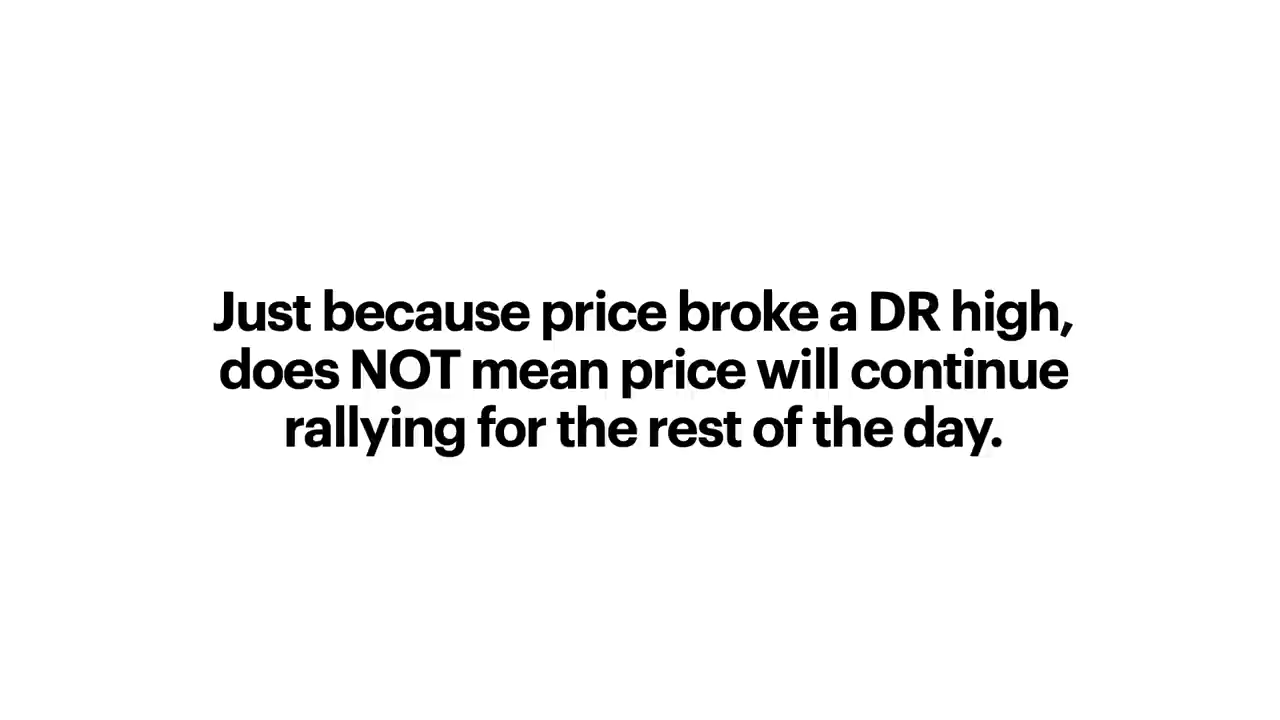 Just because price broke a DR high,
does NOT mean price will continue
rallying for the rest of the day.